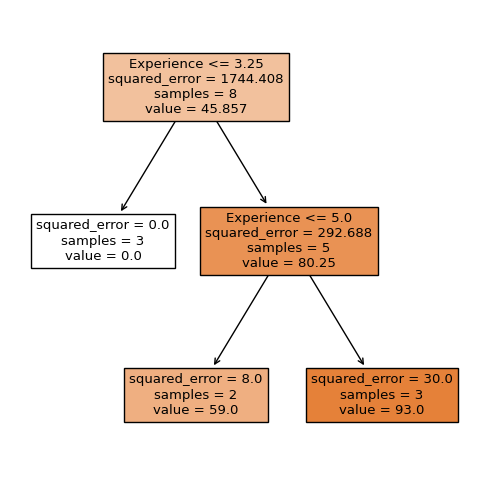 Experience <= 3.25
squared_error = 1744.408
samples = 8
value = 45.857
squared_error = 0.0
samples = 3
value = 0.0
Experience <= 5.0
squared_error = 292.688
samples = 5
value = 80.25
squared_error = 8.0
samples = 2
value = 59.0
squared_error = 30.0
samples = 3
value = 93.0